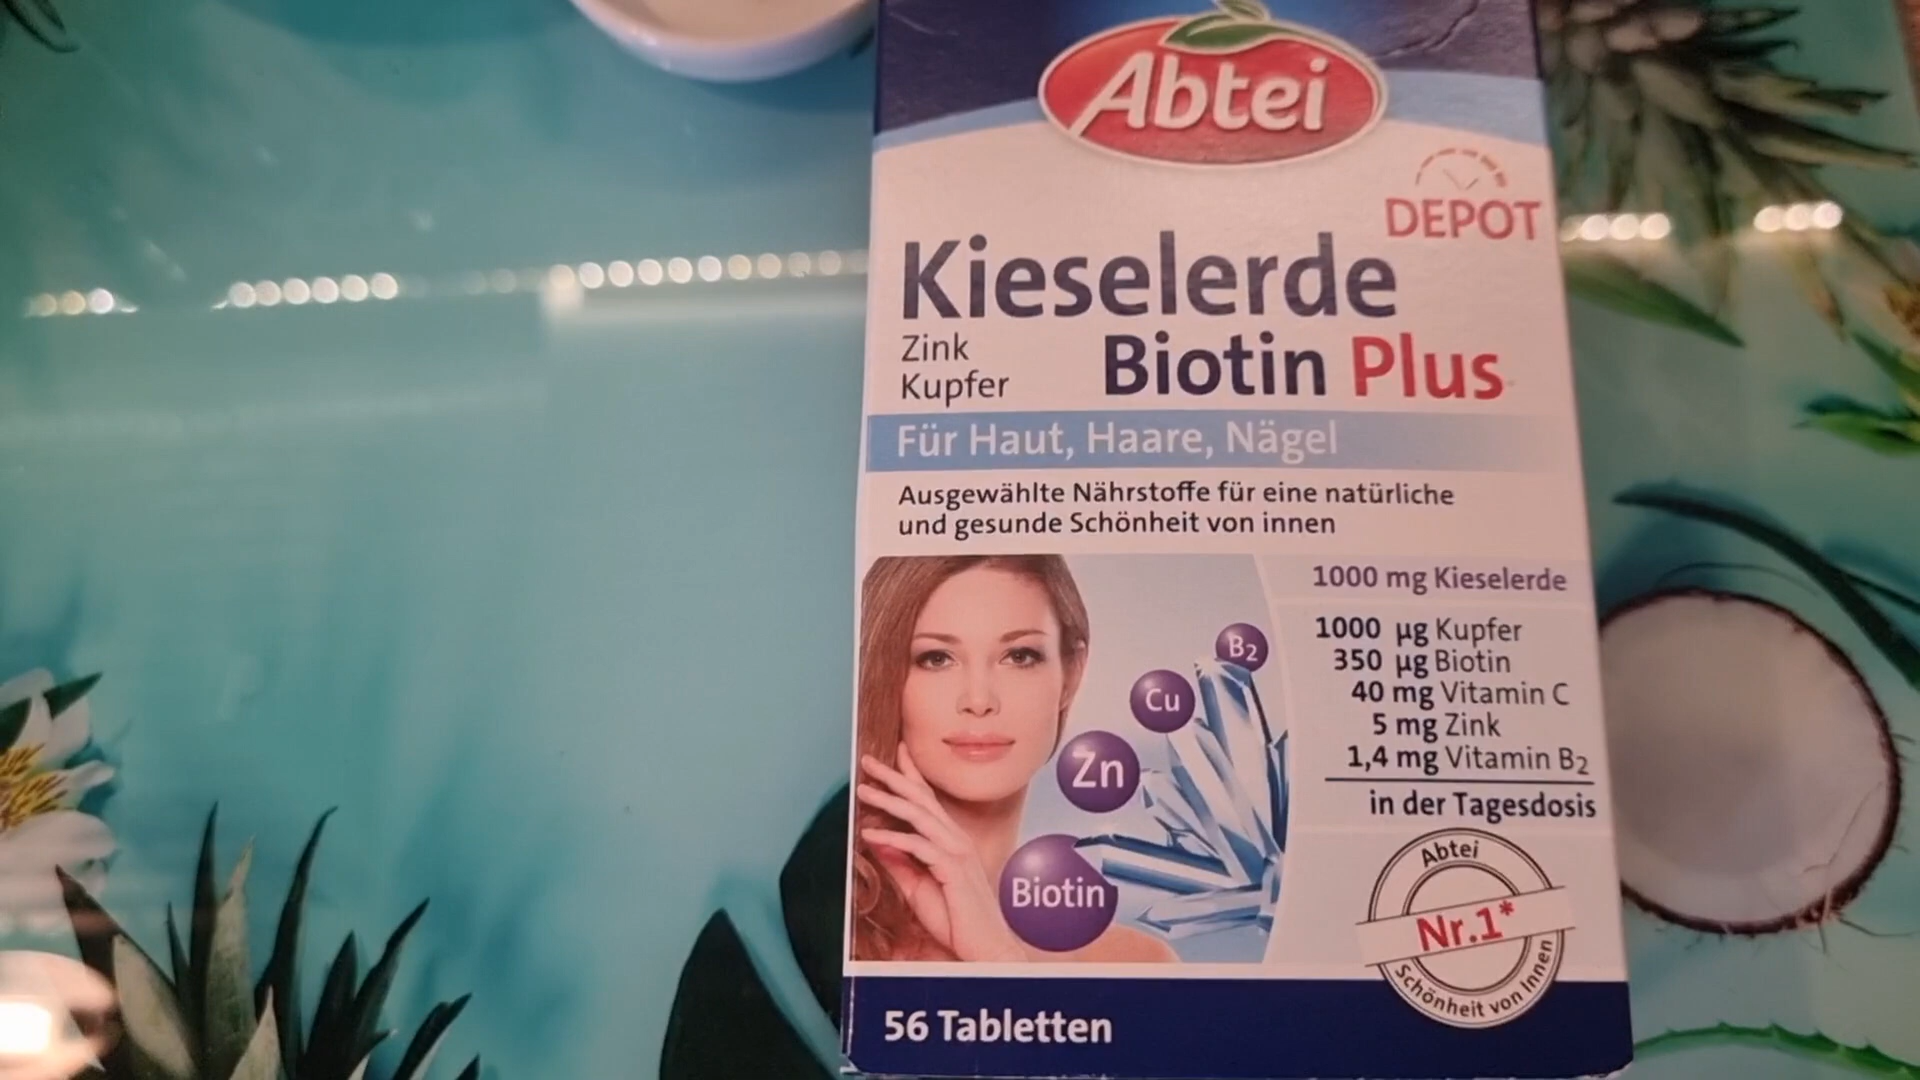 Abtei
DEPOT
Kieselerde
Zink
Kupfer
Biotin Plus
Für Haut, Haare, Nägel
Ausgewählte Nährstoffe für eine natürliche
und gesunde Schönheit von innen
1000 mg Kieselerde
1000 µg Kupfer
350 µg Biotin
40 mg Vitamin C
5 mg Zink
1,4 mg Vitamin B2
in der Tagesdosis
B2
Cu
Zn
Biotin
Abtei
Nr.1*
Schönheit von Innen
56 Tabletten